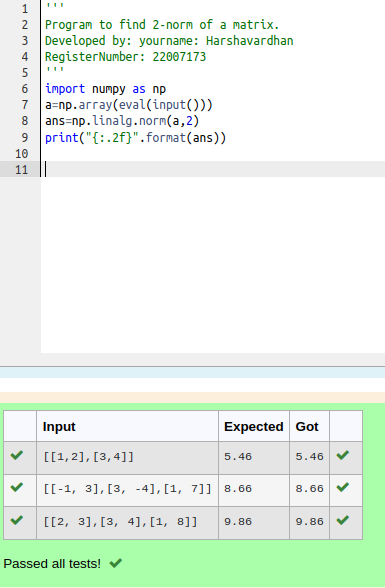 1 '''
2 Program to find 2-norm of a matrix.
3 Developed by: yourname: Harshavardhan
4 RegisterNumber: 22007173
5 '''
6 import numpy as np
7 a=np.array(eval(input()))
8 ans=np.linalg.norm(a,2)
9 print("{:.2f}".format(ans))
10
11
Input Expected Got
[[1,2],[3,4]] 5.46 5.46
[[-1, 3],[3, -4],[1, 7]] 8.66 8.66
[[2, 3],[3, 4],[1, 8]] 9.86 9.86
Passed all tests!